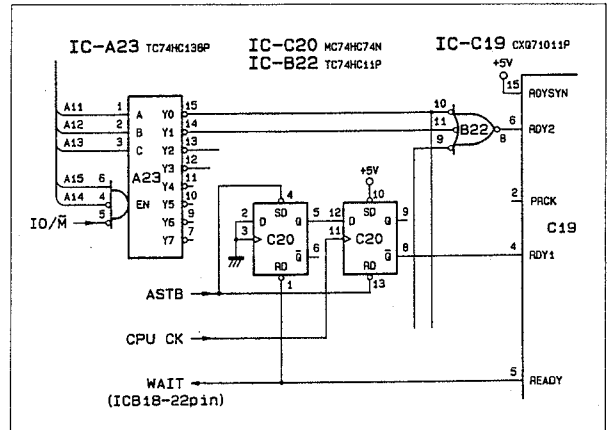 IC-A23 TC74HC138P
IC-C20 MC74HC74N
IC-B22 TC74HC11P
IC-C19 CXQ71011P
+5V
15 RDYSYN
A11 1 A Y0 15
A12 2 B Y1 14
A13 3 C Y2 13
Y3 12
A23
A15 6 Y4 11
A14 4 EN Y5 10
IO/M̅ 5 Y6 9
Y7 7
10
11 B22 8
9
6 RDY2
2 PRCK
C19
4 RDY1
5 READY
+5V
4 SD
2 D Q 5
3 C20
Q̅ 6
RD
1
10 SD
12 D Q 9
11 C20
Q̅ 8
RD
13
ASTB
CPU CK
WAIT
(ICB18-22pin)